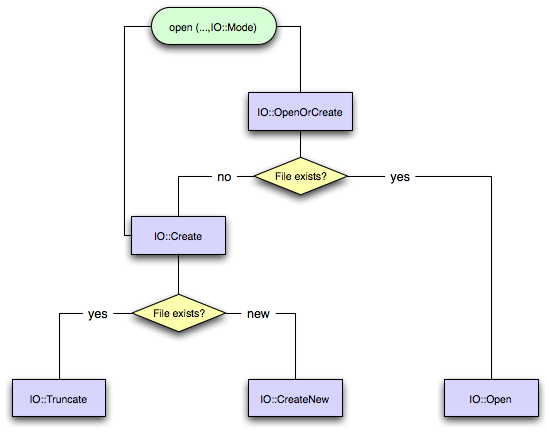 open (...,IO::Mode)
IO::OpenOrCreate
no
File exists?
yes
IO::Create
yes
File exists?
new
IO::Truncate
IO::CreateNew
IO::Open